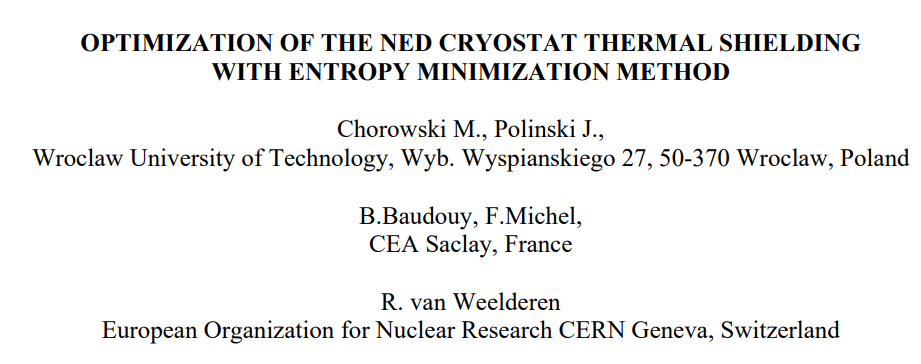 OPTIMIZATION OF THE NED CRYOSTAT THERMAL SHIELDING
WITH ENTROPY MINIMIZATION METHOD
Chorowski M., Polinski J.,
Wroclaw University of Technology, Wyb. Wyspianskiego 27, 50-370 Wroclaw, Poland
B.Baudouy, F.Michel,
CEA Saclay, France
R. van Weelderen
European Organization for Nuclear Research CERN Geneva, Switzerland